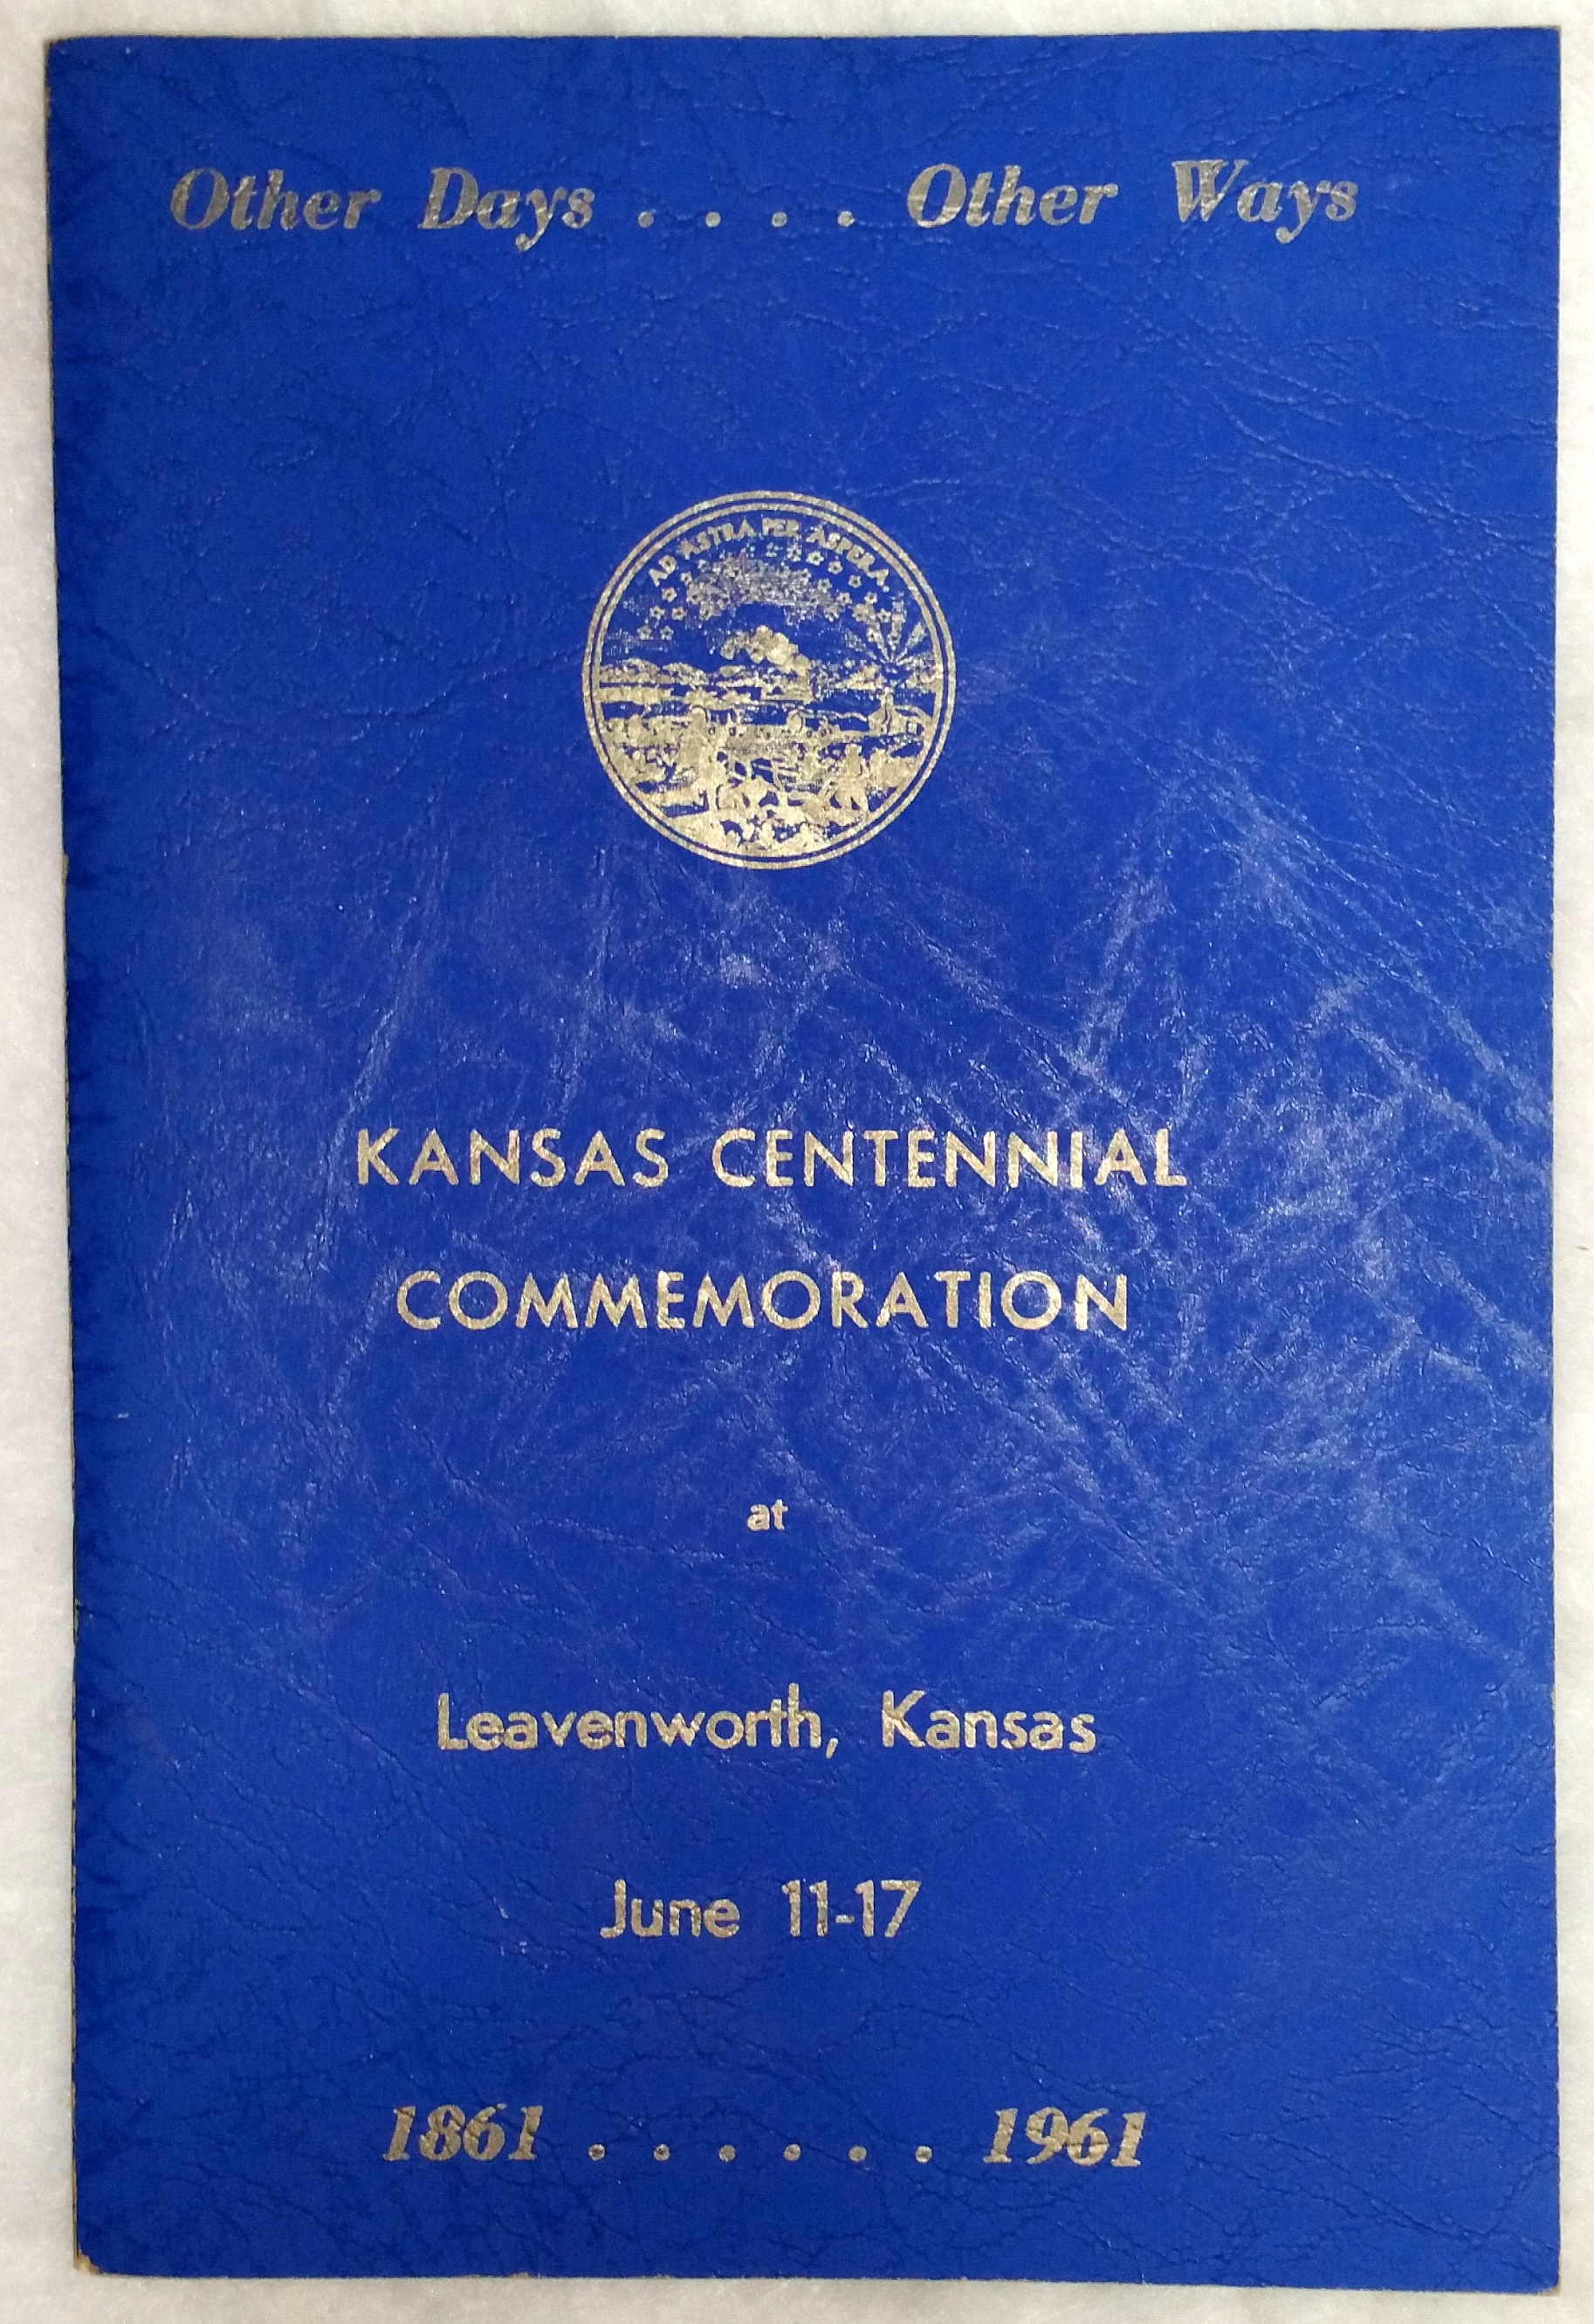 Other Days . . . . Other Ways
AD ASTRA PER ASPERA.
KANSAS CENTENNIAL
COMMEMORATION
at
Leavenworth, Kansas
June 11-17
1861 . . . . . . 1961